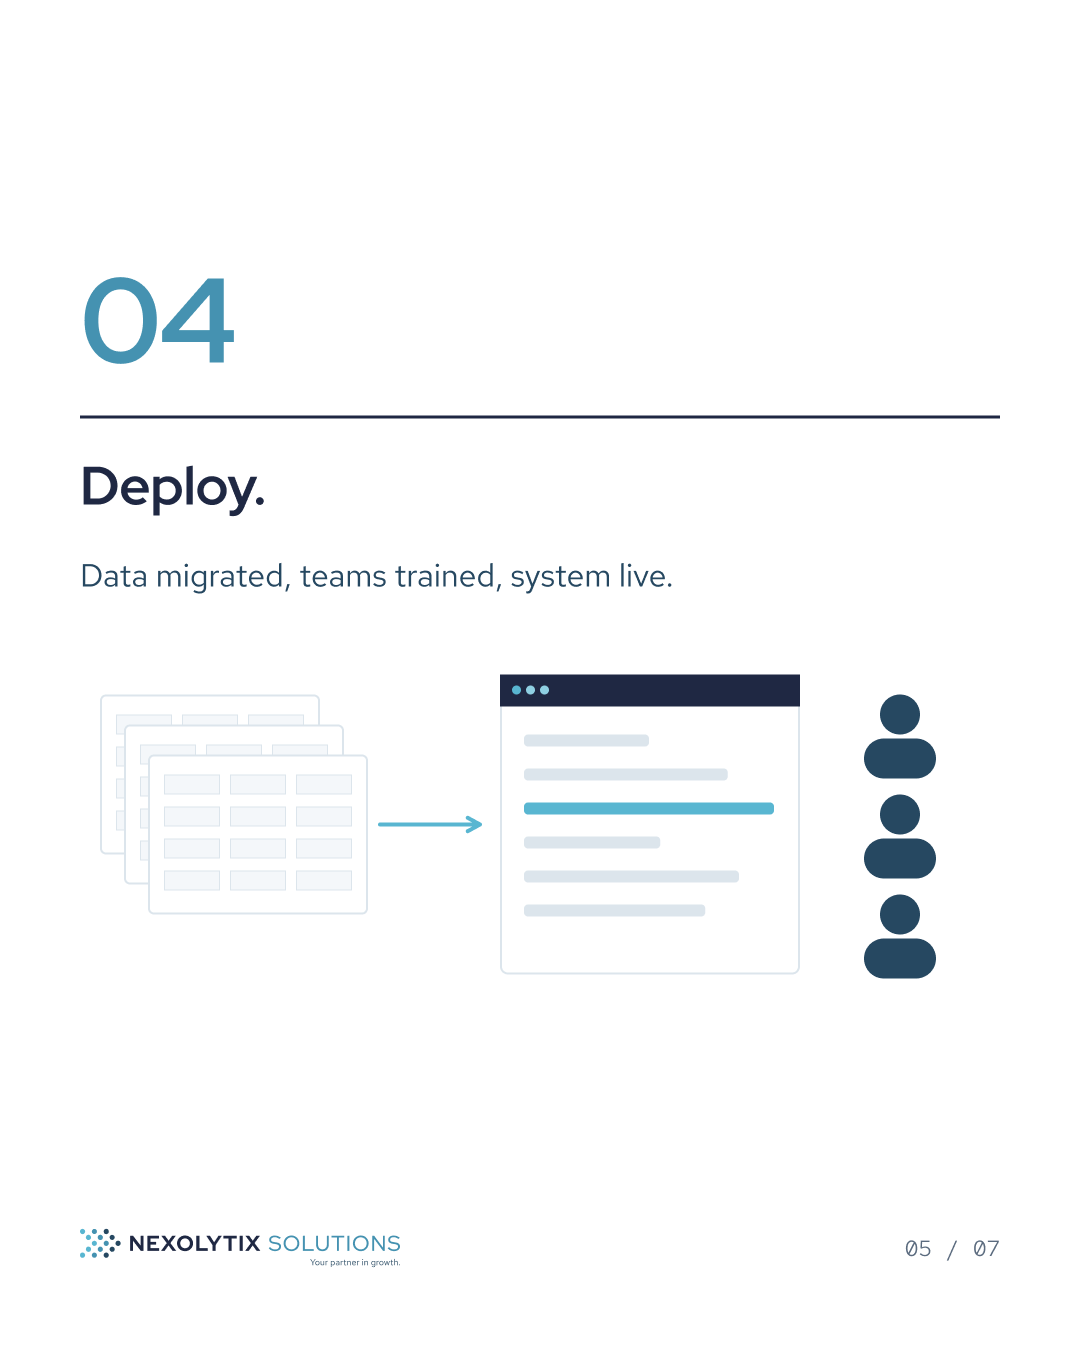 04
Deploy.
Data migrated, teams trained, system live.
NEXOLYTIX SOLUTIONS
Your partner in growth.
05 / 07